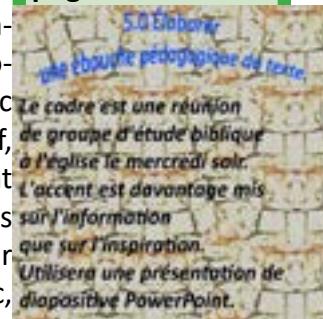 5.0 Élaborer
une ébauche pédagogique de texte.
Le cadre est une réunion
de groupe d'étude biblique
à l'église le mercredi soir.
L'accent est davantage mis
sur l'information
que sur l'inspiration.
Utilisera une présentation de
diapositive PowerPoint.